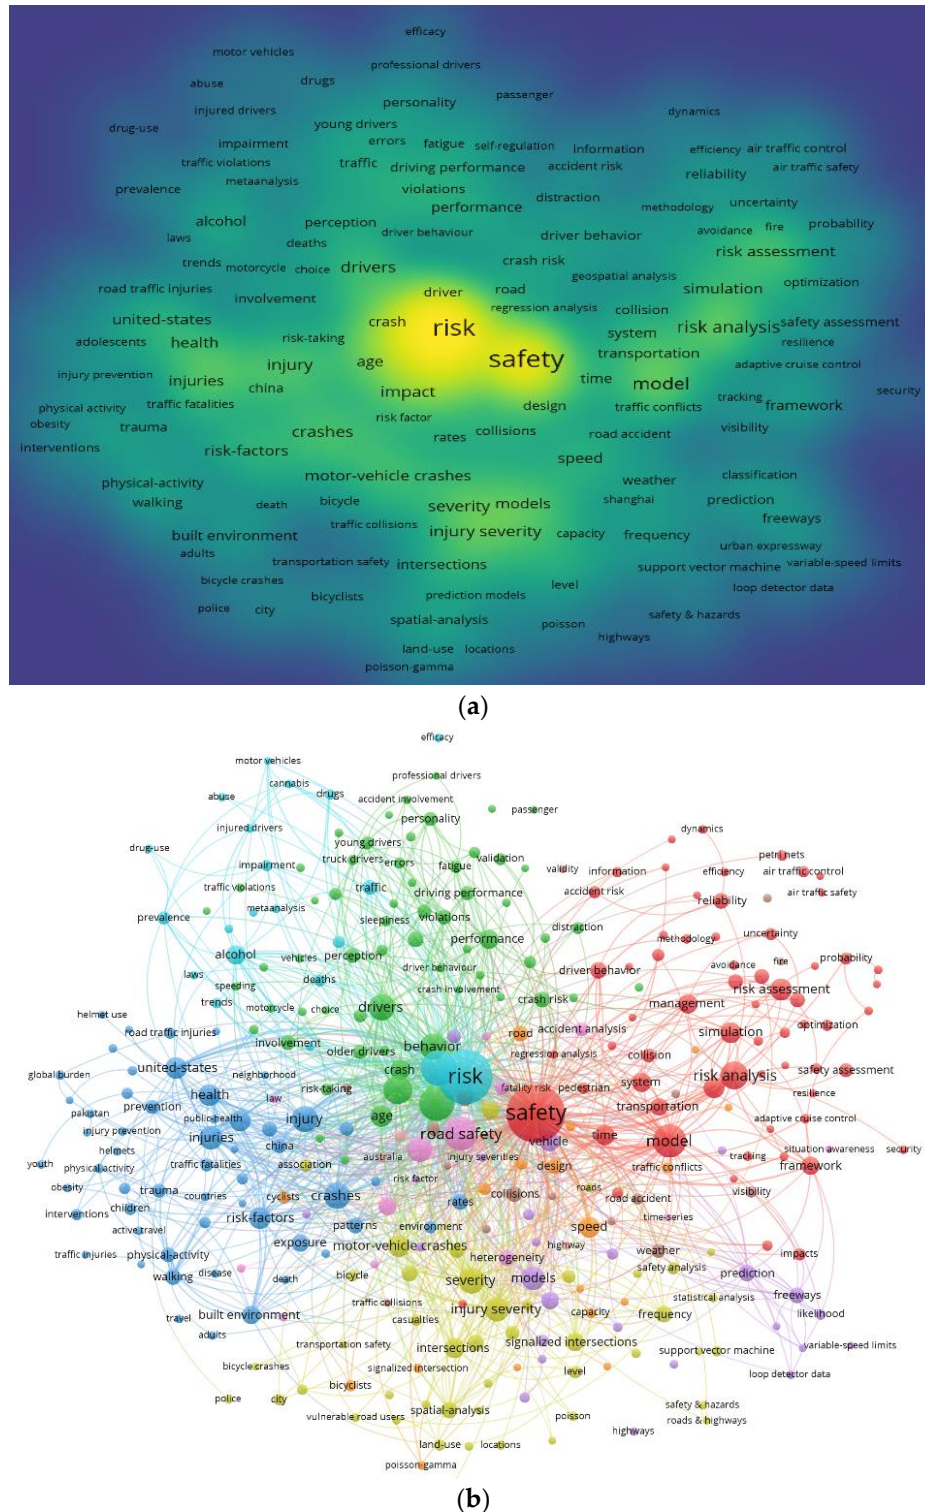 efficacy
motor vehicles
professional drivers
abuse
drugs
passenger
personality
injured drivers
dynamics
drug-use
young drivers
impairment
errors
fatigue
self-regulation
information
efficiency
air traffic control
traffic violations
traffic
driving performance
accident risk
air traffic safety
metaanalysis
reliability
prevalence
violations
distraction
methodology
uncertainty
performance
alcohol
perception
probability
laws
driver behaviour
driver behavior
avoidance
fire
deaths
risk assessment
trends
motorcycle
choice
drivers
crash risk
geospatial analysis
optimization
road traffic injuries
involvement
driver
road
simulation
regression analysis
collision
united-states
crash
risk
system
risk analysis
safety assessment
adolescents
health
risk-taking
resilience
injury
age
safety
transportation
adaptive cruise control
injury prevention
injuries
china
impact
time
model
security
physical activity
traffic fatalities
design
traffic conflicts
tracking
framework
obesity
trauma
risk factor
visibility
interventions
risk-factors
crashes
rates
collisions
road accident
speed
physical-activity
motor-vehicle crashes
weather
classification
walking
death
bicycle
severity
models
shanghai
prediction
built environment
traffic collisions
injury severity
capacity
frequency
freeways
adults
urban expressway
transportation safety
intersections
support vector machine
variable-speed limits
bicycle crashes
bicyclists
prediction models
level
loop detector data
police
city
spatial-analysis
poisson
safety & hazards
highways
land-use
locations
poisson-gamma
(a)
efficacy
motor vehicles
cannabis
professional drivers
abuse
drugs
accident involvement
passenger
injured drivers
personality
dynamics
drug-use
young drivers
truck drivers
errors
validation
petri nets
impairment
fatigue
validity
information
efficiency
air traffic control
traffic violations
traffic
driving performance
accident risk
air traffic safety
reliability
metaanalysis
prevalence
sleepiness
violations
distraction
methodology
uncertainty
performance
alcohol
vehicles
perception
probability
laws
driver behaviour
driver behavior
avoidance
fire
speeding
deaths
crash involvement
risk assessment
trends
motorcycle
choice
drivers
crash risk
management
helmet use
road traffic injuries
road
accident analysis
simulation
optimization
involvement
older drivers
behavior
regression analysis
collision
united-states
crash
global burden
neighborhood
risk
risk analysis
safety assessment
health
risk-taking
fatality risk
pedestrian
system
resilience
prevention
law
pakistan
public-health
injury
age
safety
transportation
adaptive cruise control
injury prevention
injuries
road safety
time
helmets
china
vehicle
model
situation awareness
security
youth
physical activity
traffic fatalities
association
australia
injury severities
design
traffic conflicts
tracking
framework
obesity
trauma
countries
cyclists
risk factor
roads
children
crashes
rates
collisions
road accident
visibility
interventions
active travel
risk-factors
patterns
environment
speed
time-series
traffic injuries
physical-activity
exposure
motor-vehicle crashes
highway
weather
impacts
heterogeneity
walking
disease
death
bicycle
severity
models
safety analysis
prediction
travel
built environment
traffic collisions
injury severity
capacity
statistical analysis
freeways
adults
casualties
frequency
likelihood
transportation safety
intersections
signalized intersections
support vector machine
variable-speed limits
bicycle crashes
signalized intersection
level
loop detector data
bicyclists
police
city
vulnerable road users
spatial-analysis
poisson
safety & hazards
roads & highways
highways
land-use
locations
poisson-gamma
(b)